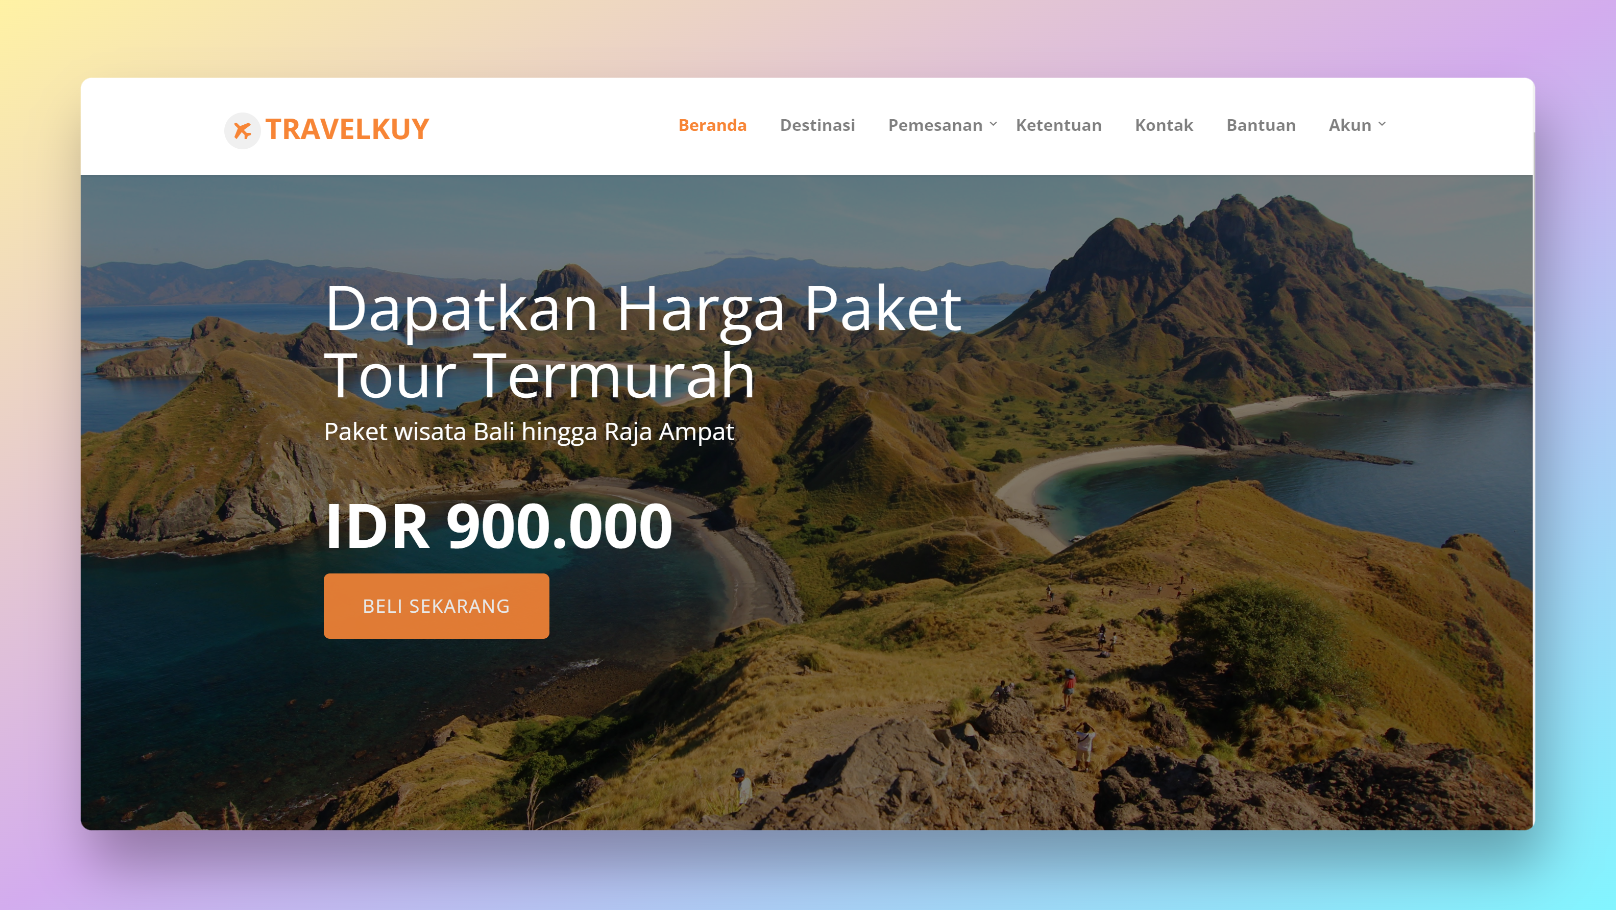 TRAVELKUY
Beranda Destinasi Pemesanan Ketentuan Kontak Bantuan Akun
Dapatkan Harga Paket
Tour Termurah
Paket wisata Bali hingga Raja Ampat
IDR 900.000
BELI SEKARANG